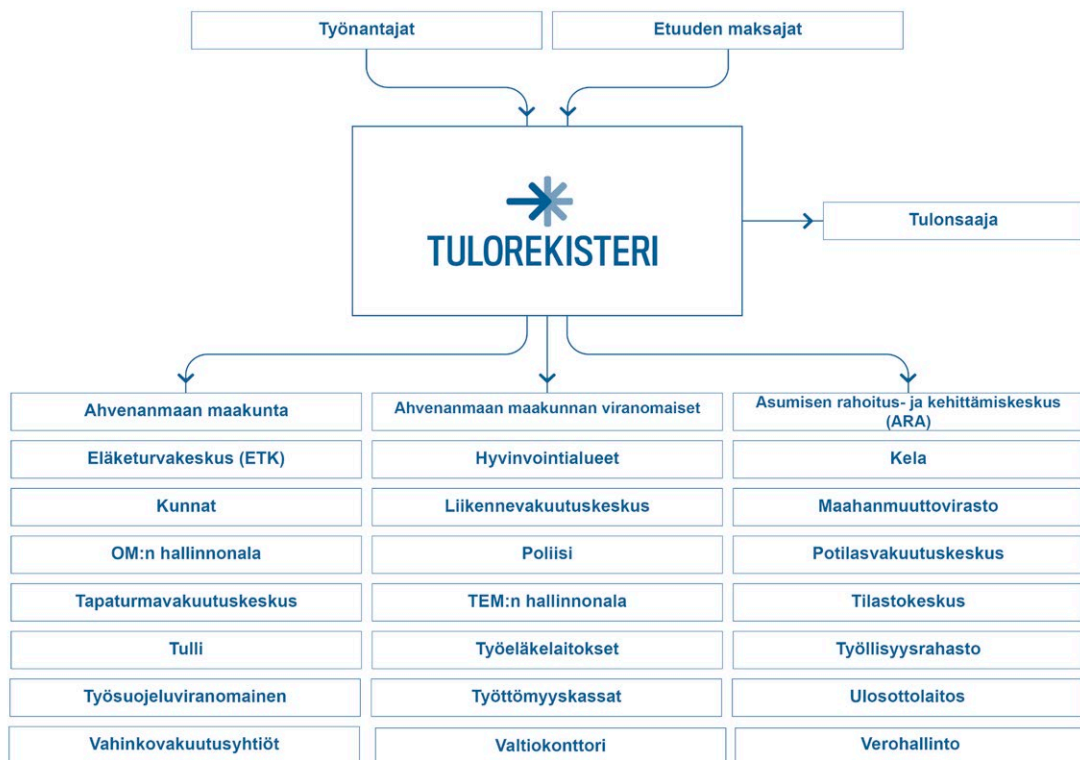 Työnantajat
Etuuden maksajat
TULOREKISTERI
Tulonsaaja
Ahvenanmaan maakunta
Ahvenanmaan maakunnan viranomaiset
Asumisen rahoitus- ja kehittämiskeskus
(ARA)
Eläketurvakeskus (ETK)
Hyvinvointialueet
Kela
Kunnat
Liikennevakuutuskeskus
Maahanmuuttovirasto
OM:n hallinnonala
Poliisi
Potilasvakuutuskeskus
Tapaturmavakuutuskeskus
TEM:n hallinnonala
Tilastokeskus
Tulli
Työeläkelaitokset
Työllisyysrahasto
Työsuojeluviranomainen
Työttömyyskassat
Ulosottolaitos
Vahinkovakuutusyhtiöt
Valtiokonttori
Verohallinto